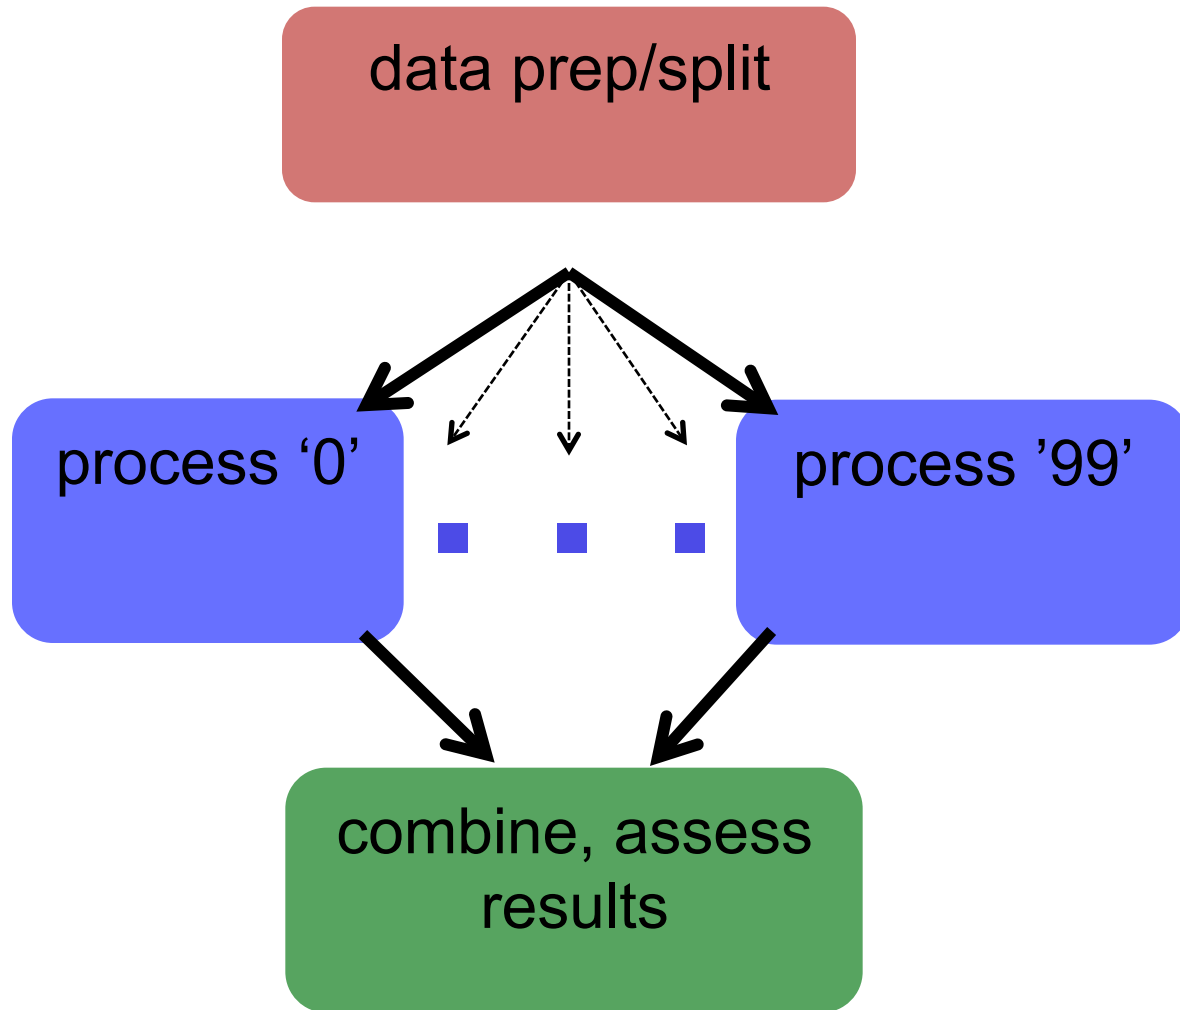 data prep/split
process ‘0’
process ’99’
combine, assess
results